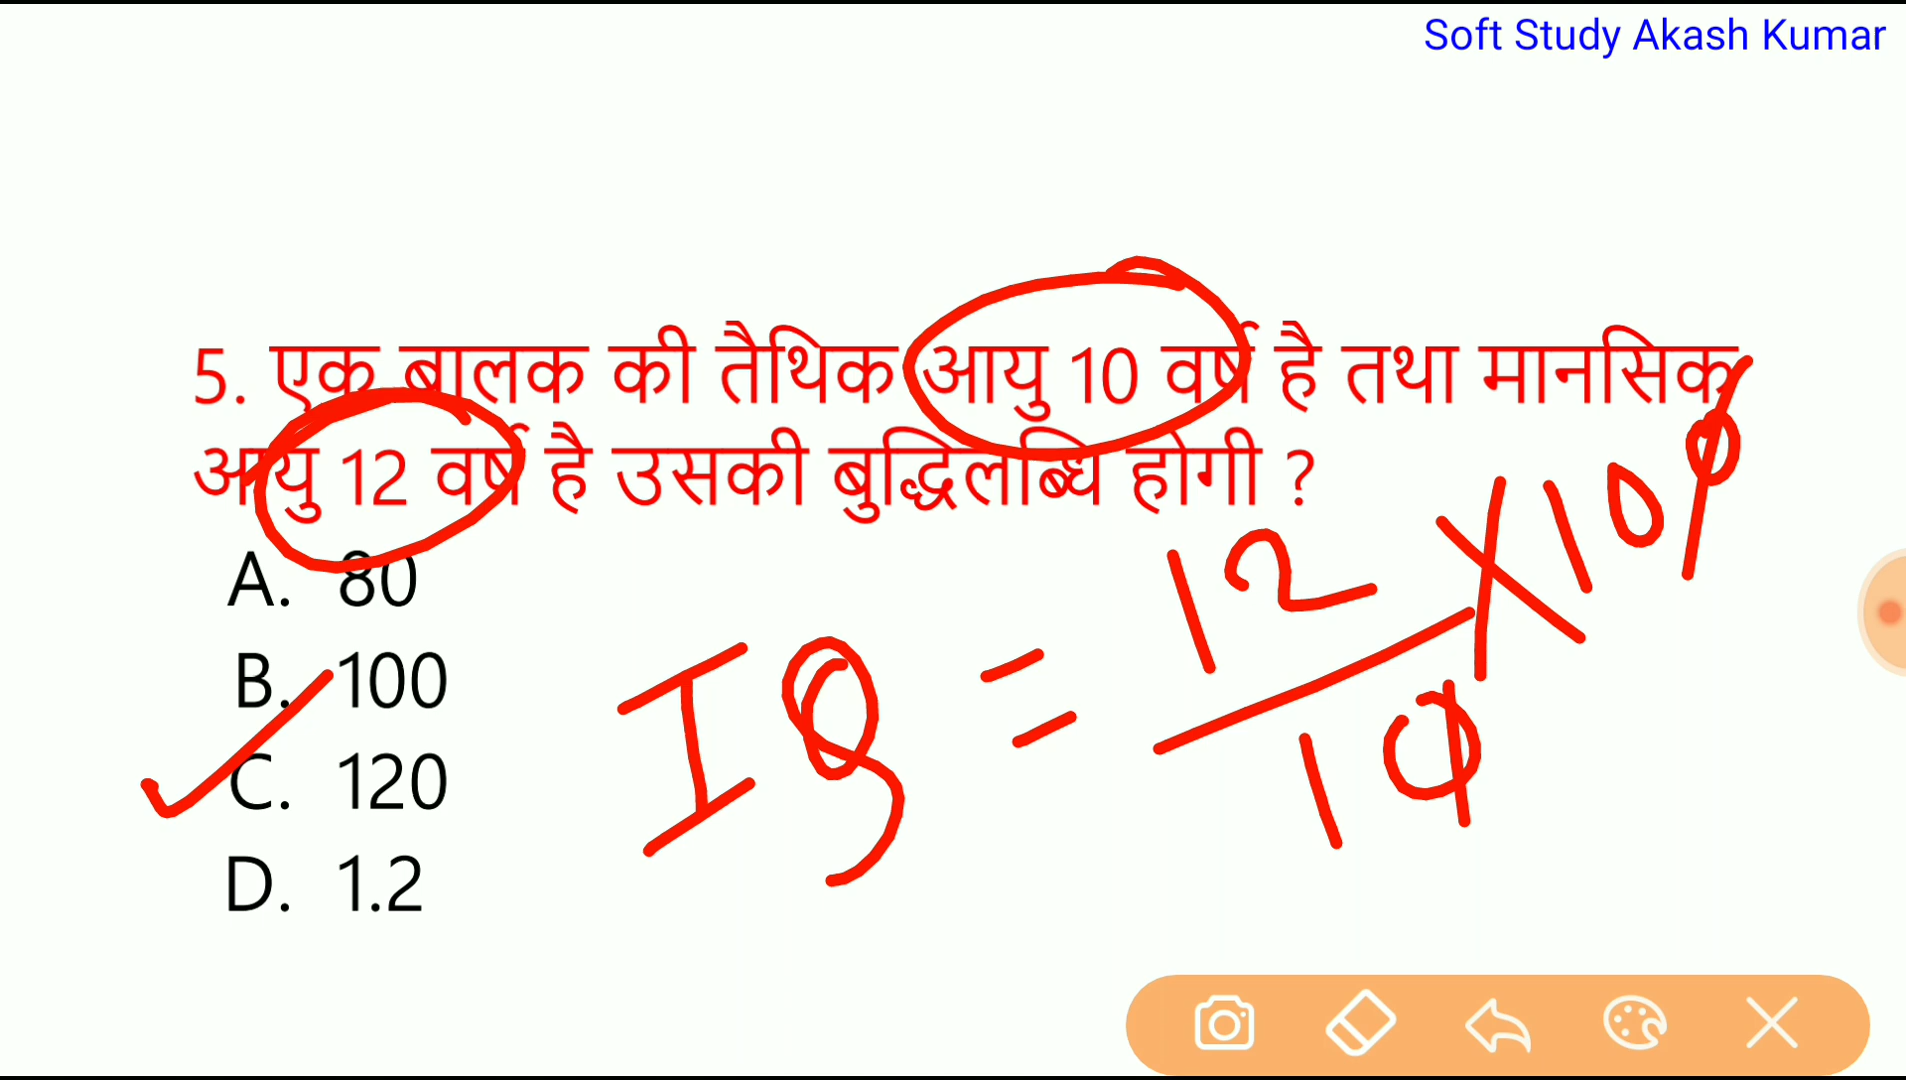 Soft Study Akash Kumar
5. एक बालक की तैथिक आयु 10 वर्ष है तथा मानसिक
आयु 12 वर्ष है उसकी बुद्धिलब्धि होगी ?
A. 80
B. 100
C. 120
D. 1.2
IQ = 12/10 X 100